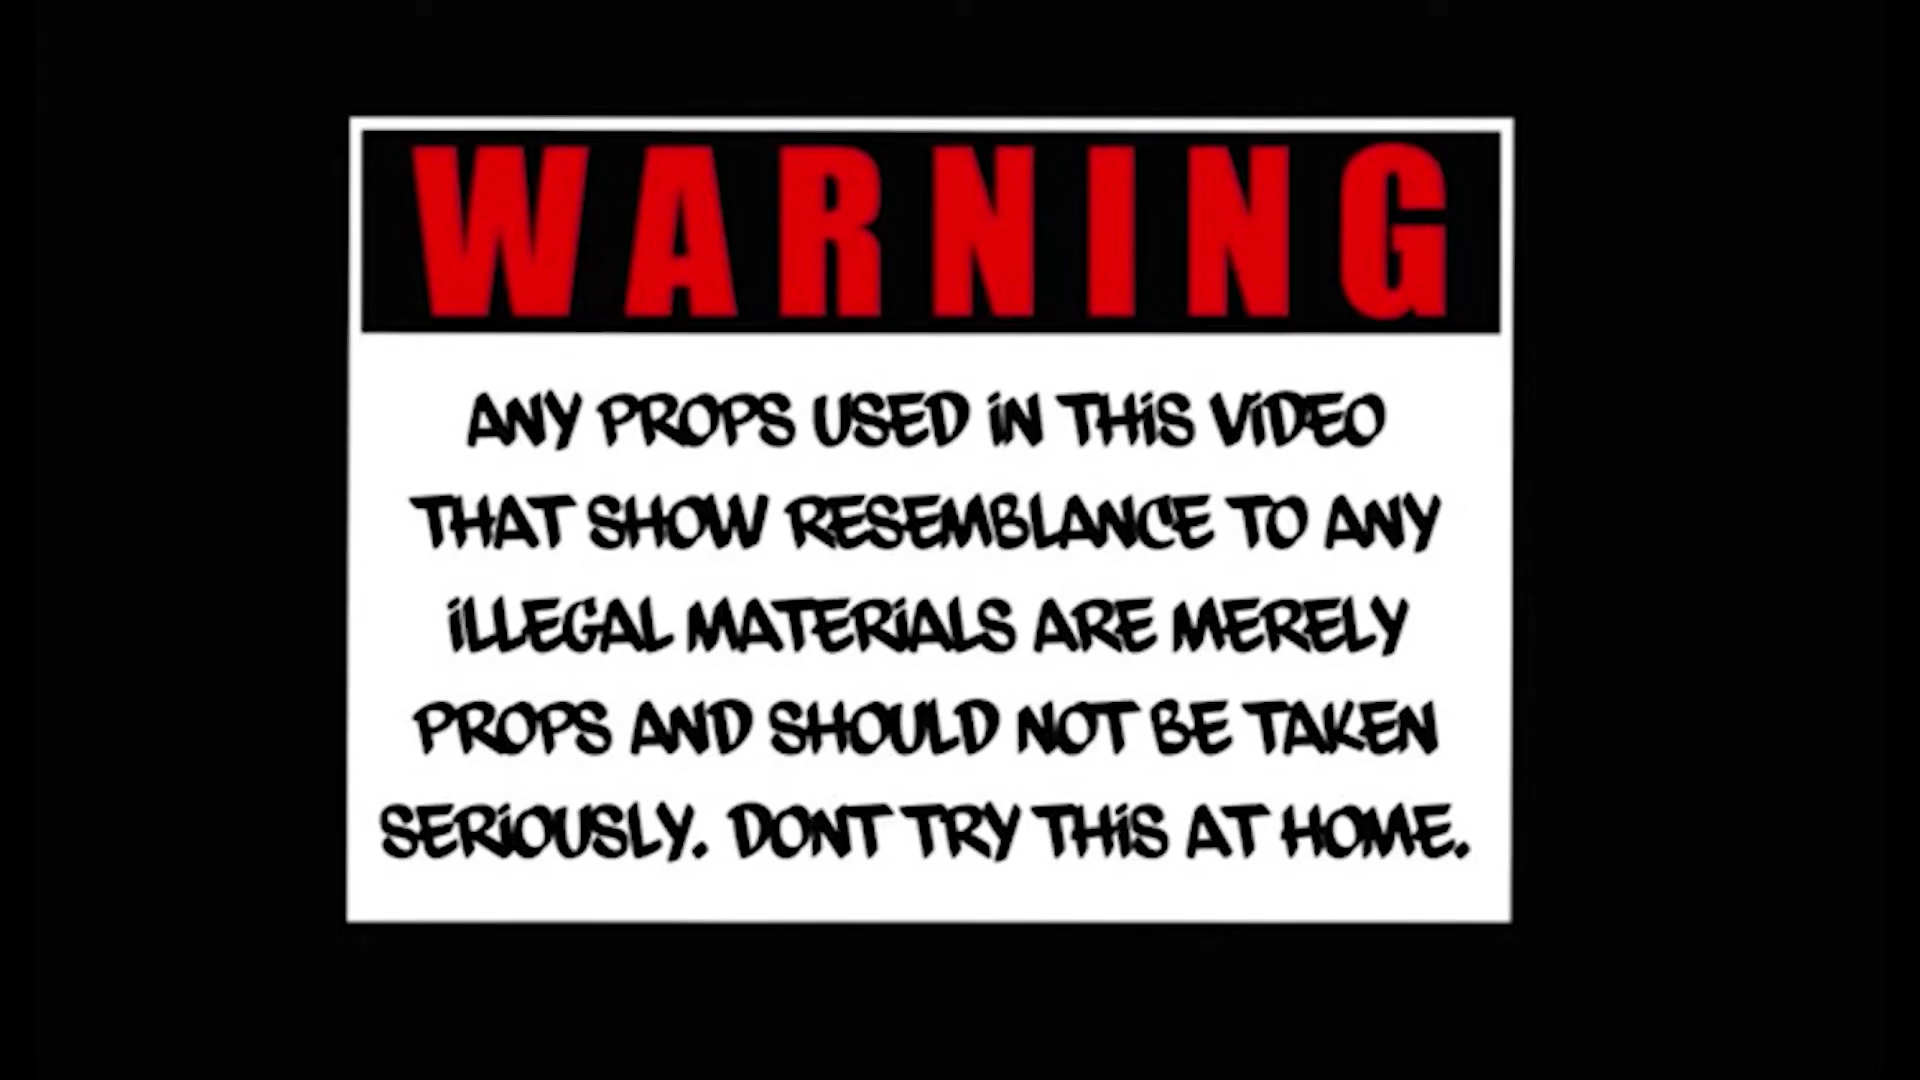 WARNING
ANY PROPS USED iN THiS ViDEO
THAT SHOW RESEMBLANCE TO ANY
iLLEGAL MATERiALS ARE MERELY
PROPS AND SHOULD NOT BE TAKEN
SERiOUSLY. DONT TRY THiS AT HOME.